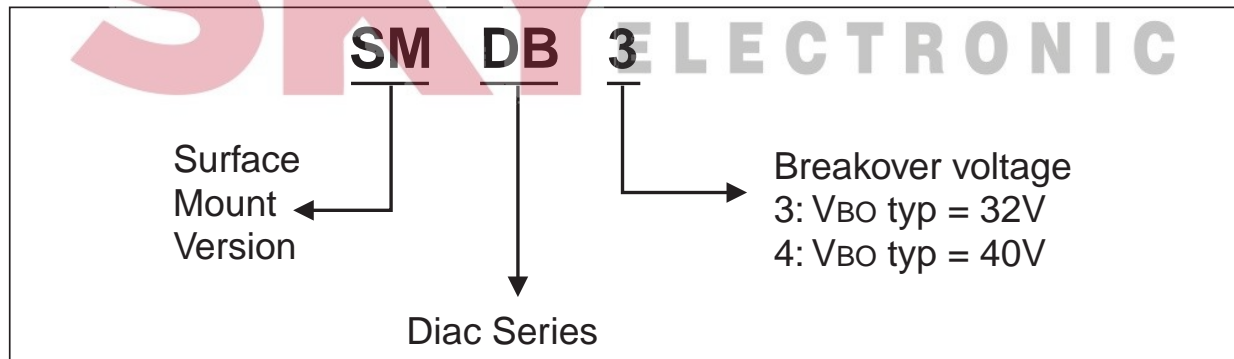 SKY ELECTRONIC
SM DB 3
Surface
Mount
Version
Breakover voltage
3: VBO typ = 32V
4: VBO typ = 40V
Diac Series